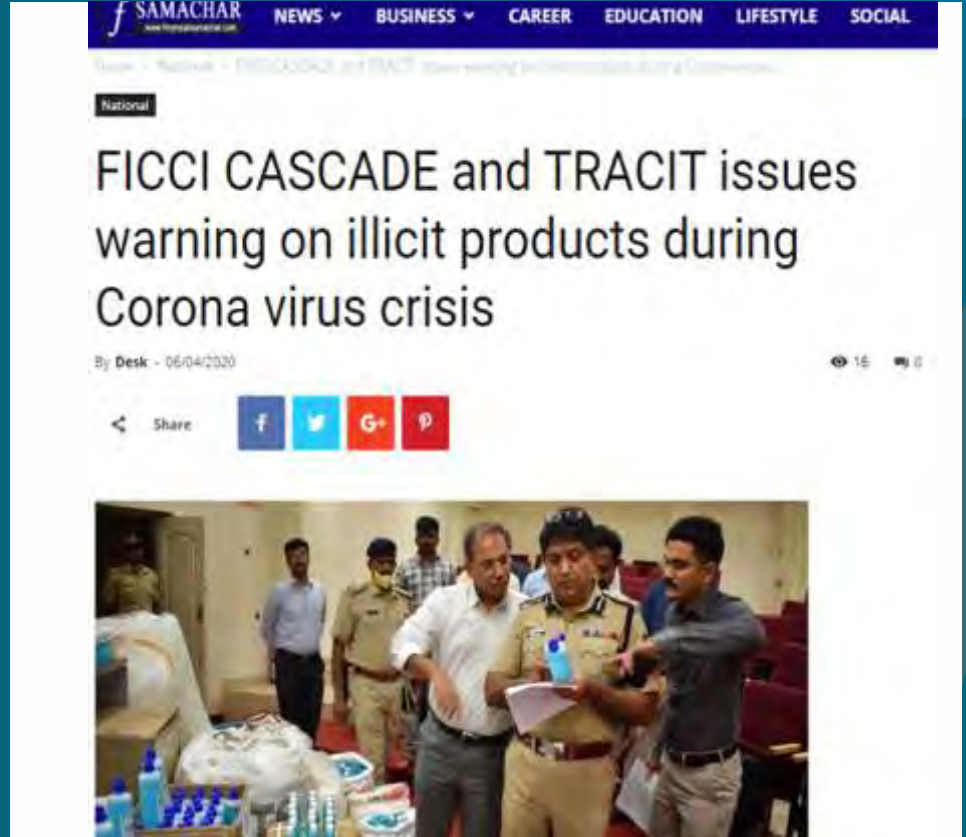 f SAMACHAR
NEWS BUSINESS CAREER EDUCATION LIFESTYLE SOCIAL
National
FICCI CASCADE and TRACIT issues
warning on illicit products during
Corona virus crisis
By Desk - 06/04/2020 16 0
Share f G+